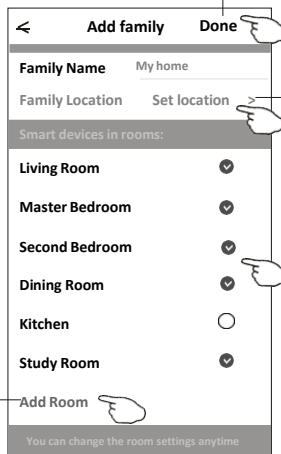 Add family Done
Family Name My home
Family Location Set location >
Smart devices in rooms:
Living Room
Master Bedroom
Second Bedroom
Dining Room
Kitchen
Study Room
Add Room
You can change the room settings anytime